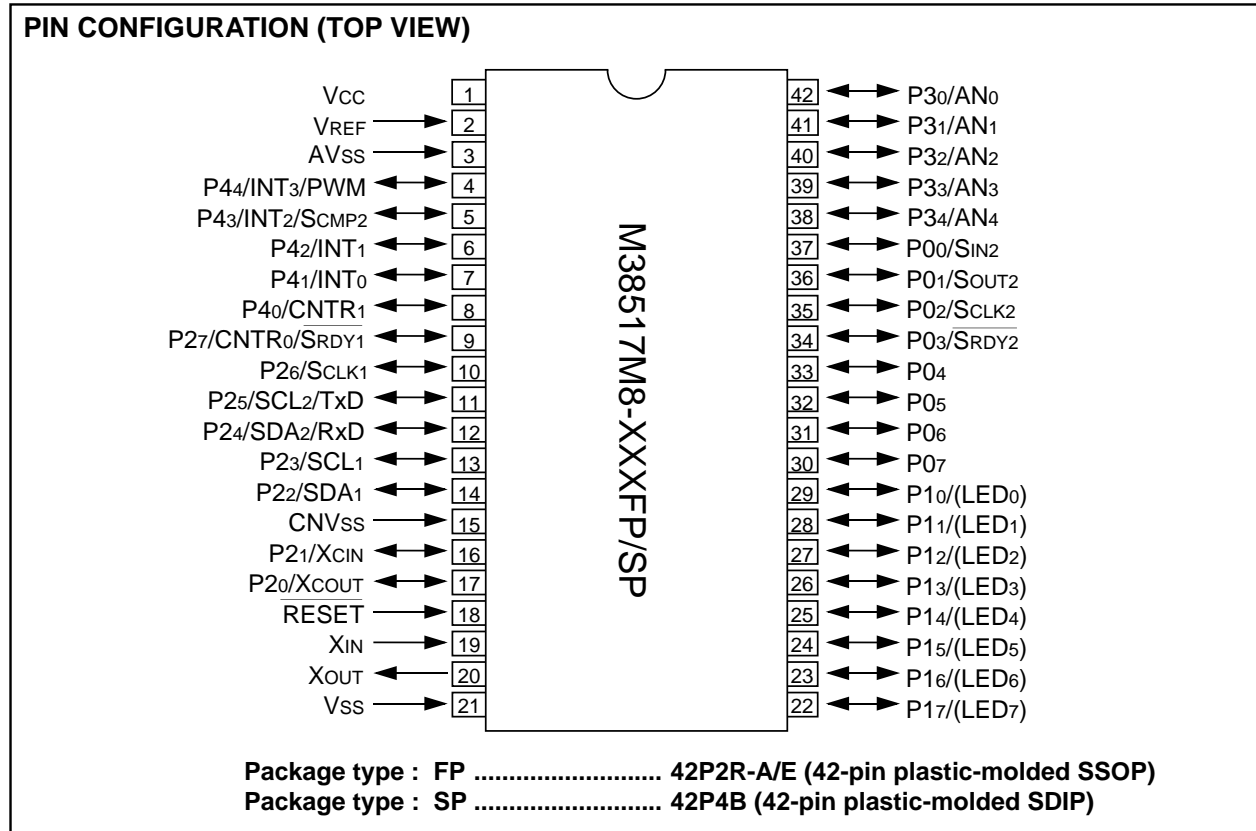 PIN CONFIGURATION (TOP VIEW)
VCC 1
VREF 2
AVSS 3
P44/INT3/PWM 4
P43/INT2/SCMP2 5
P42/INT1 6
P41/INT0 7
P40/CNTR1 8
P27/CNTR0/S̅R̅D̅Y̅1̅ 9
P26/SCLK1 10
P25/SCL2/TxD 11
P24/SDA2/RxD 12
P23/SCL1 13
P22/SDA1 14
CNVSS 15
P21/XCIN 16
P20/XCOUT 17
R̅E̅S̅E̅T̅ 18
XIN 19
XOUT 20
VSS 21
M38517M8-XXXFP/SP
42 P30/AN0
41 P31/AN1
40 P32/AN2
39 P33/AN3
38 P34/AN4
37 P00/SIN2
36 P01/SOUT2
35 P02/SCLK2
34 P03/S̅R̅D̅Y̅2̅
33 P04
32 P05
31 P06
30 P07
29 P10/(LED0)
28 P11/(LED1)
27 P12/(LED2)
26 P13/(LED3)
25 P14/(LED4)
24 P15/(LED5)
23 P16/(LED6)
22 P17/(LED7)
Package type : FP ........................... 42P2R-A/E (42-pin plastic-molded SSOP)
Package type : SP ........................... 42P4B (42-pin plastic-molded SDIP)